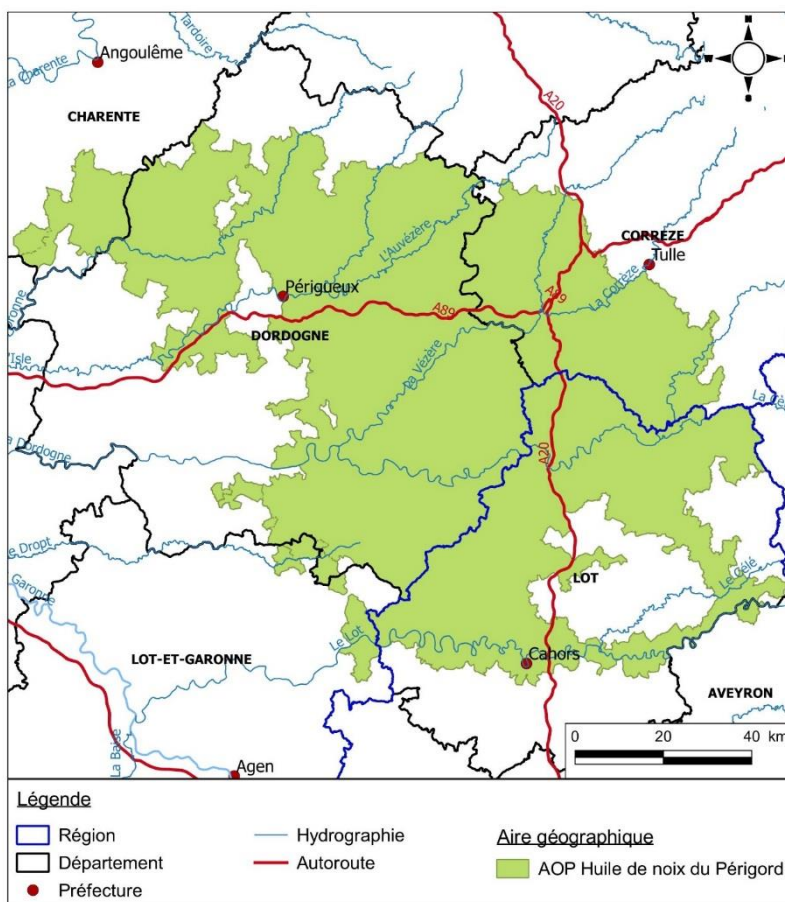 Tardoire
Angoulême
La Charente
N
W
E
S
A20
CHARENTE
L'Auvézère
CORRÈZE
Tulle
Périgueux
A89
A89
La Corrèze
DORDOGNE
La Vézère
L'Isle
La Dordogne
A20
Le Dropt
Garonne
LOT
Le Célé
LOT-ET-GARONNE
Le Lot
Cahors
AVEYRON
La Baïse
Agen
0 20 40 km
Légende
Région
Département
Préfecture
Hydrographie
Autoroute
Aire géographique
AOP Huile de noix du Périgord